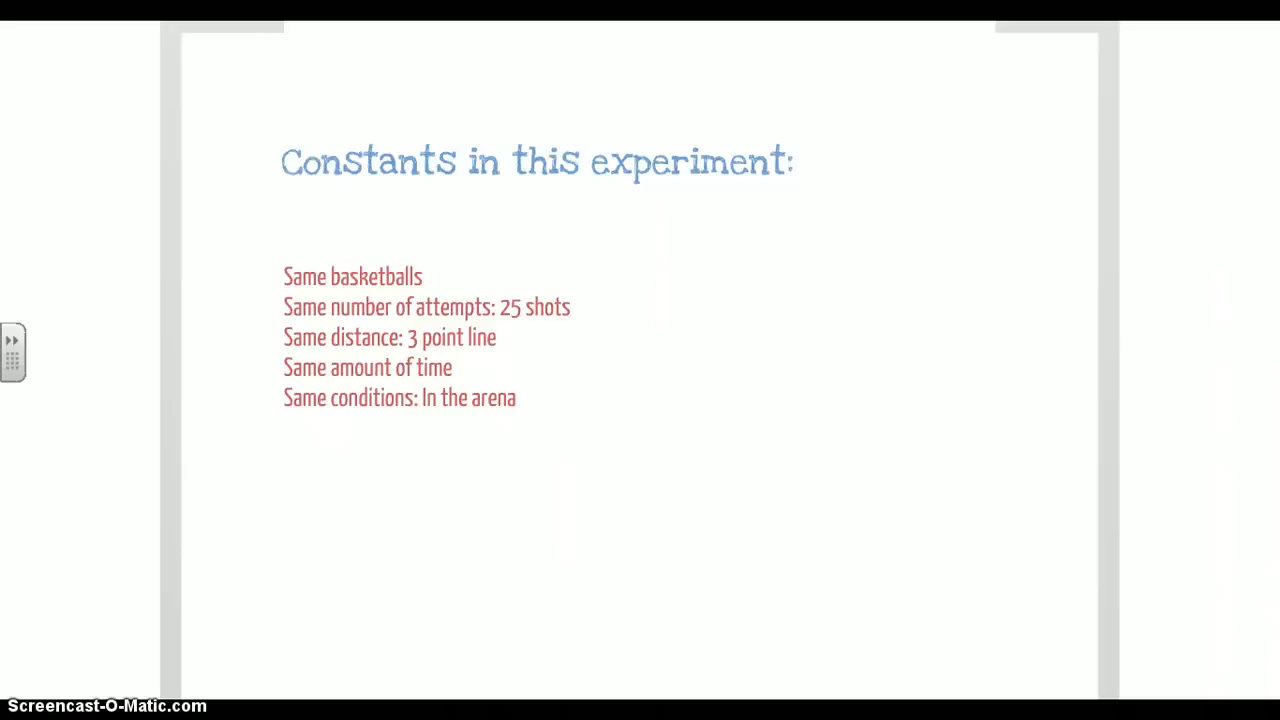 Constants in this experiment:
Same basketballs
Same number of attempts: 25 shots
Same distance: 3 point line
Same amount of time
Same conditions: In the arena
Screencast-O-Matic.com